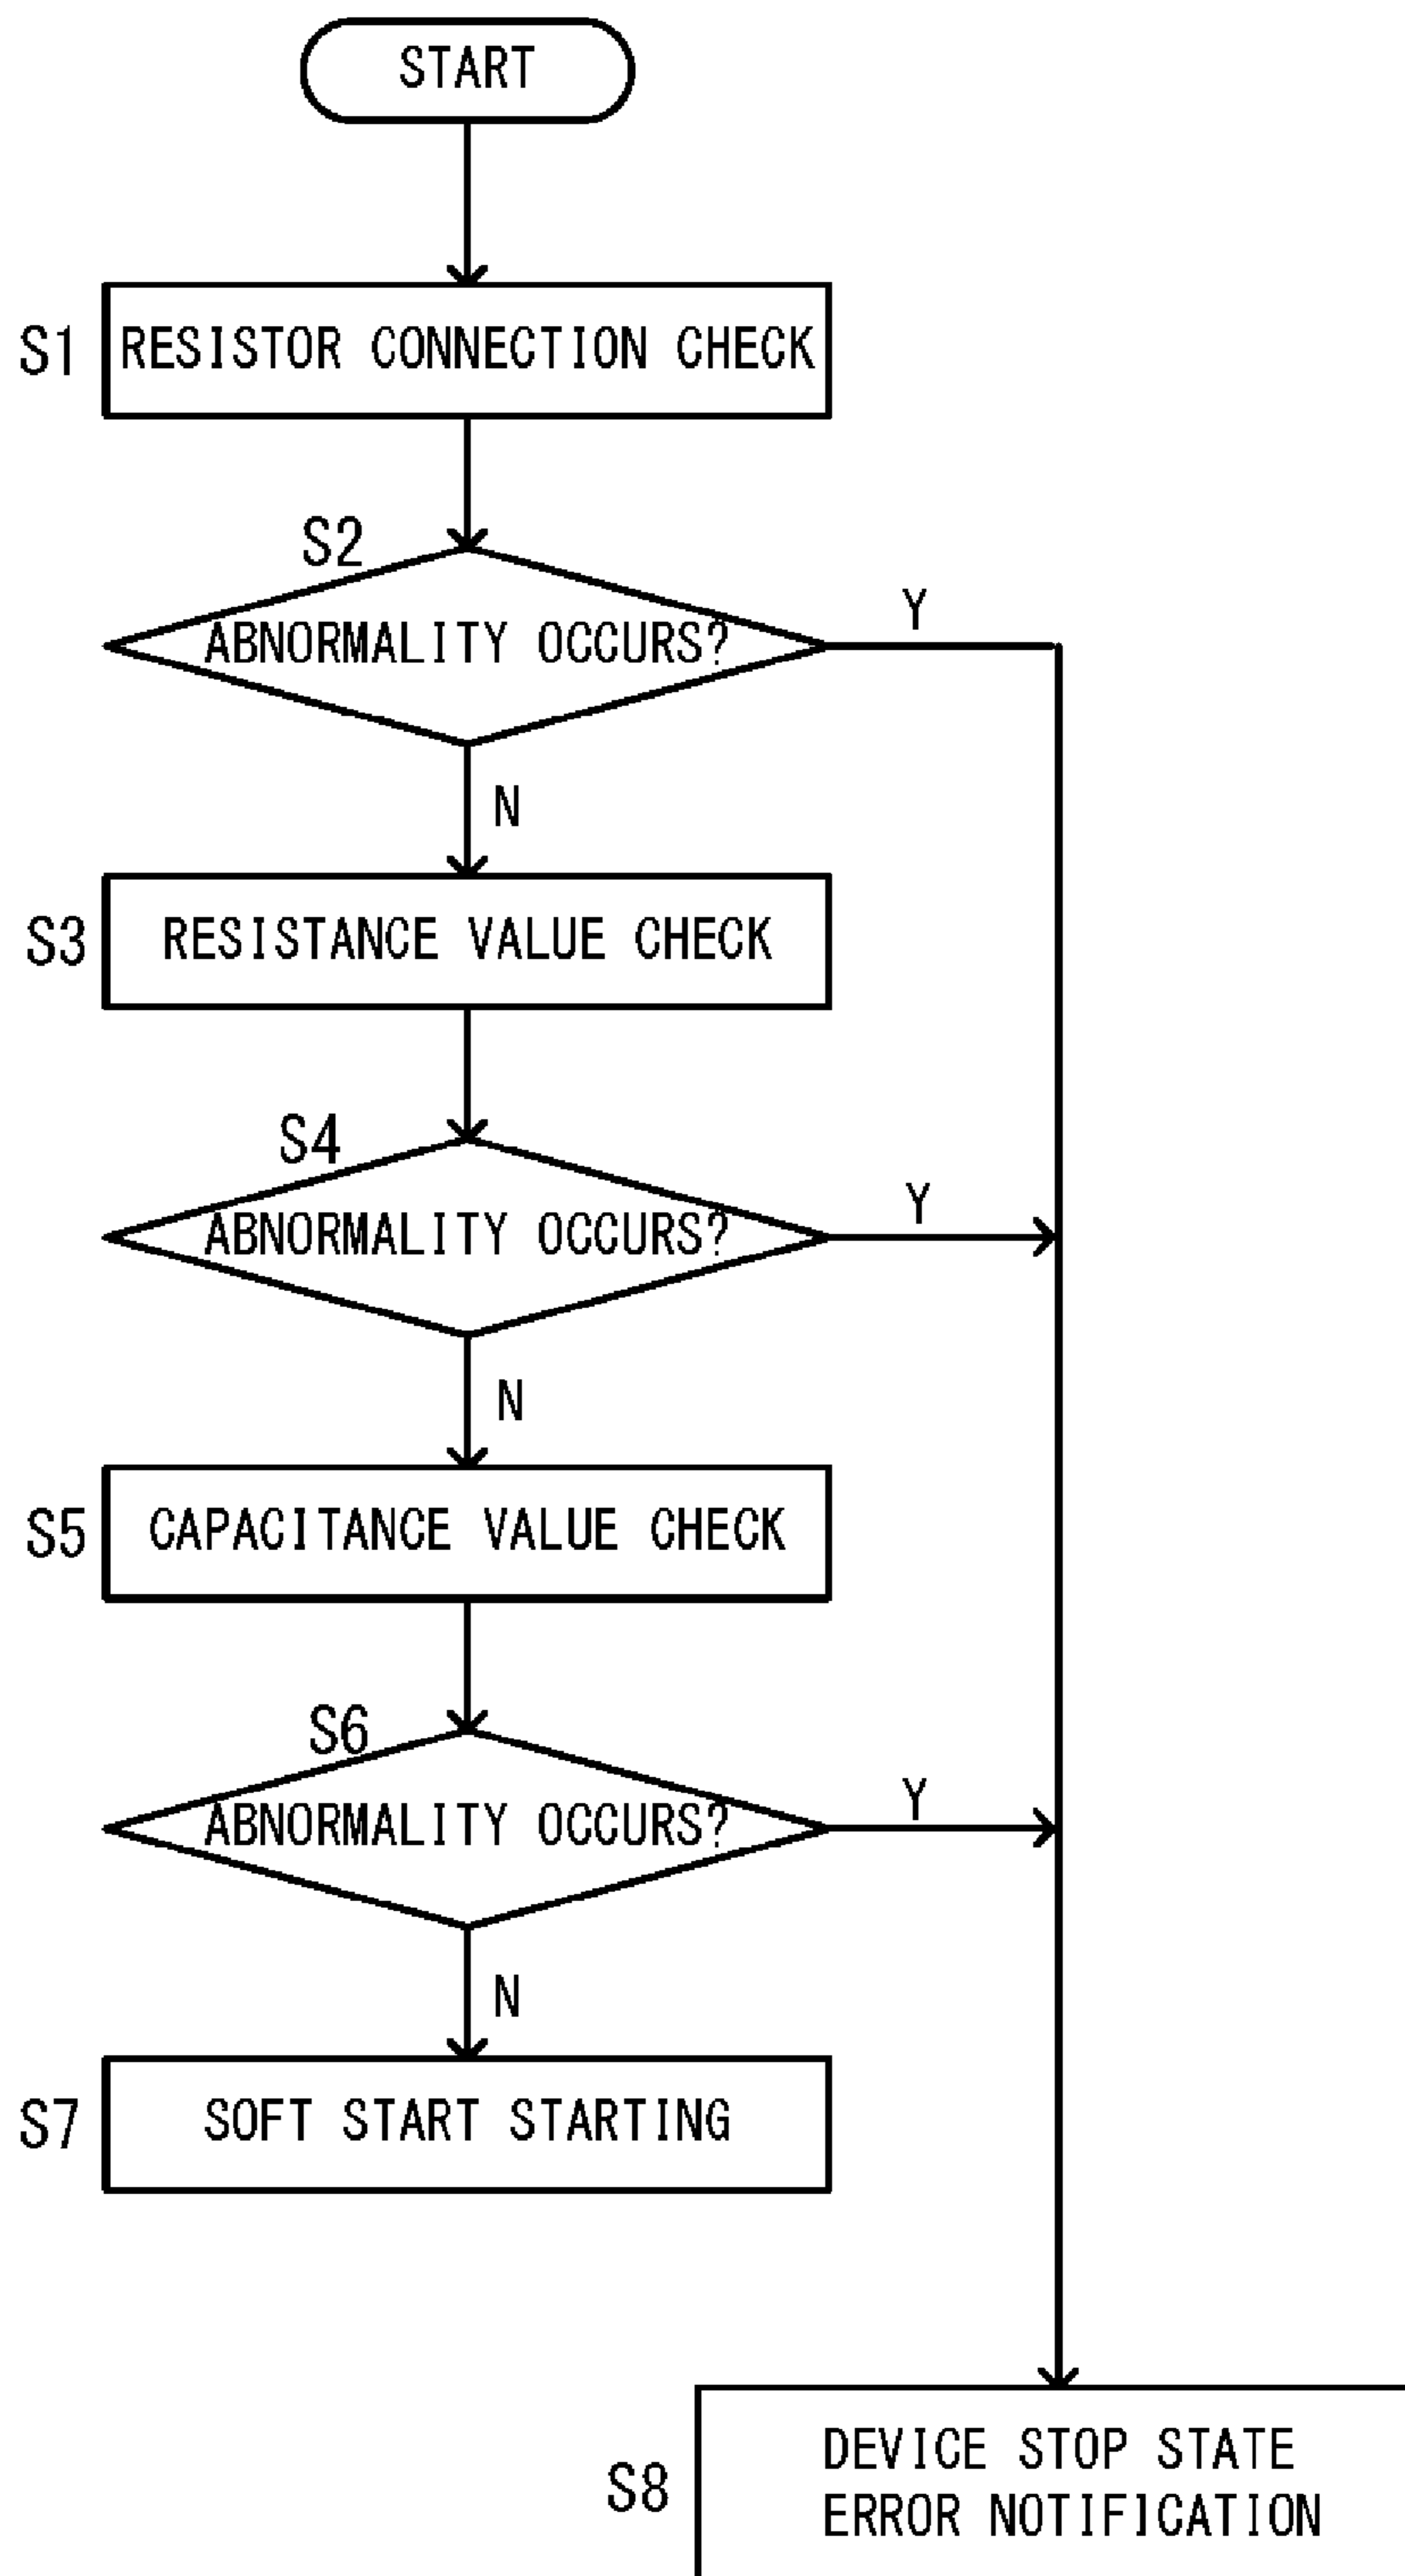 START
S1
RESISTOR CONNECTION CHECK
S2
ABNORMALITY OCCURS?
Y
N
S3
RESISTANCE VALUE CHECK
S4
ABNORMALITY OCCURS?
Y
N
S5
CAPACITANCE VALUE CHECK
S6
ABNORMALITY OCCURS?
Y
N
S7
SOFT START STARTING
S8
DEVICE STOP STATE
ERROR NOTIFICATION